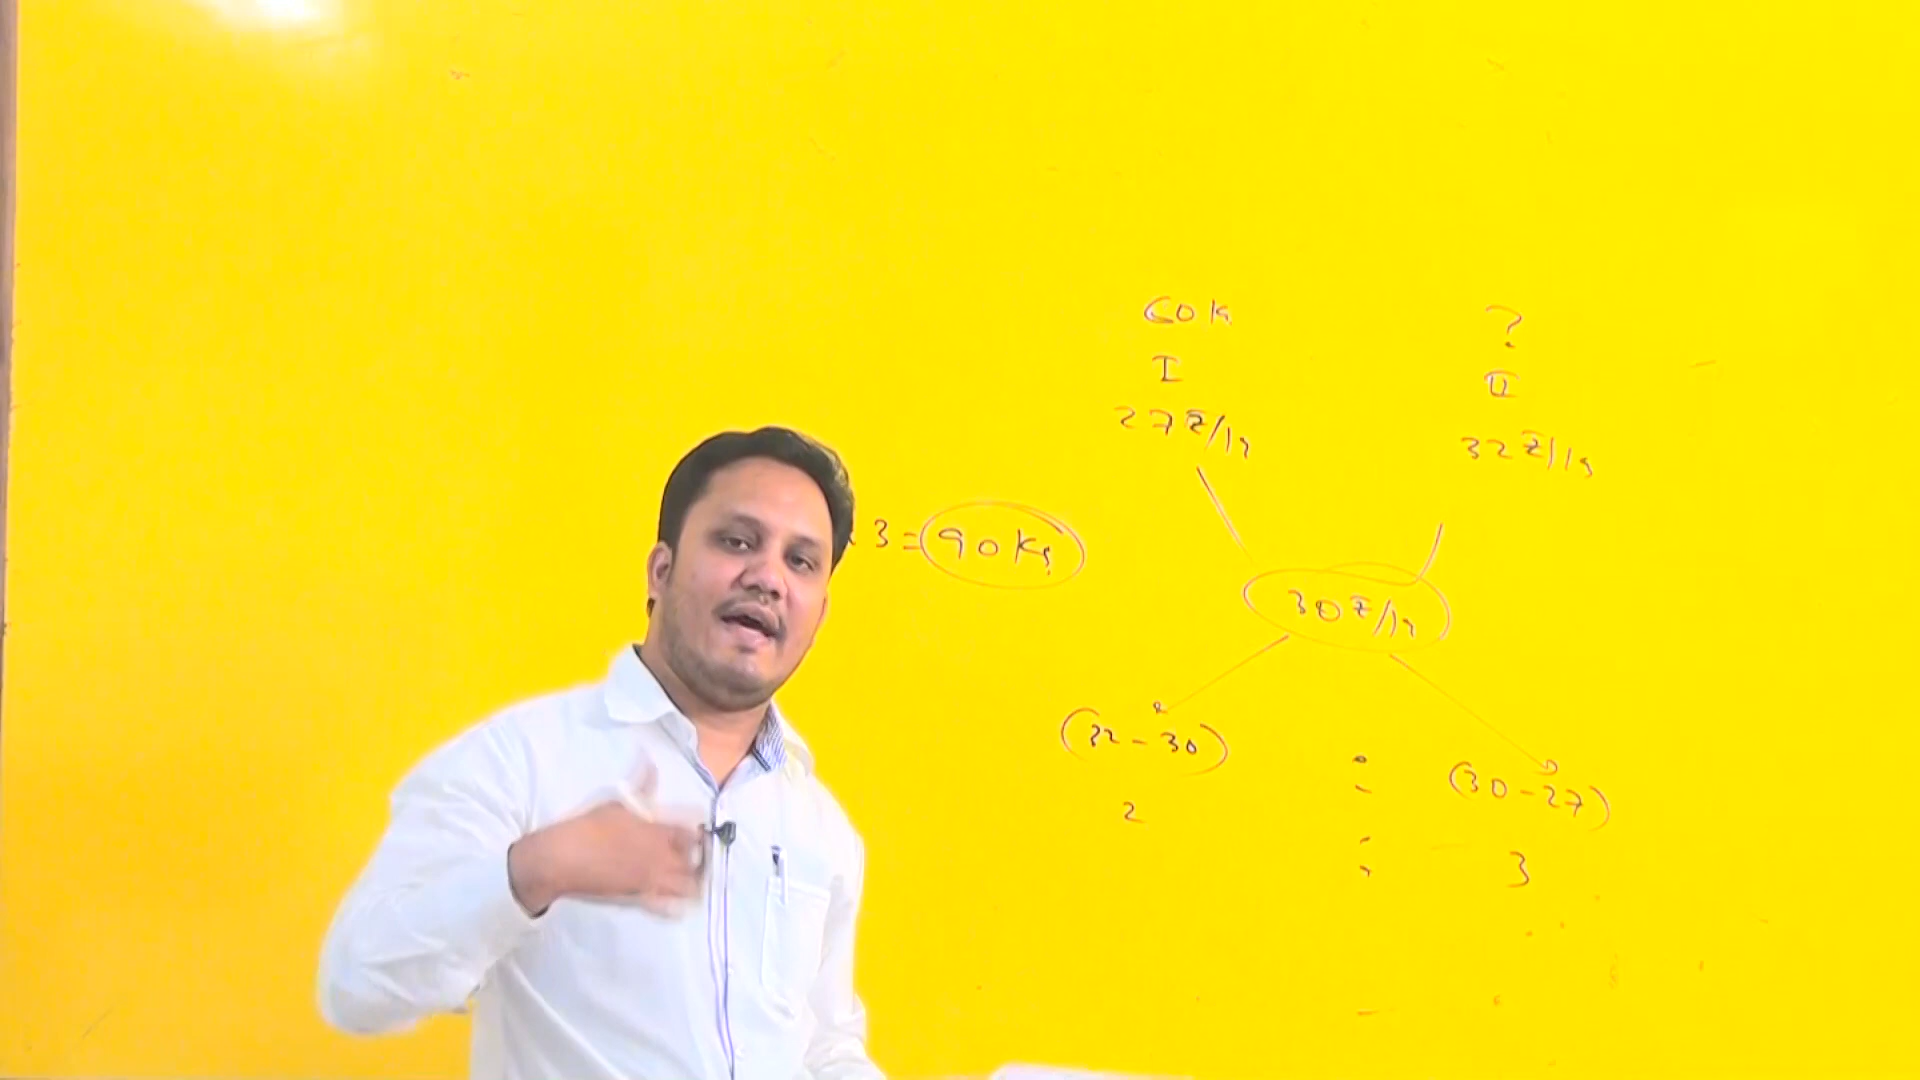 60 Kg ?
I II
27 ₹/kg 32 ₹/kg
3 = 90 Kg
30 ₹/kg
(32 - 30) : (30 - 27)
2 : 3